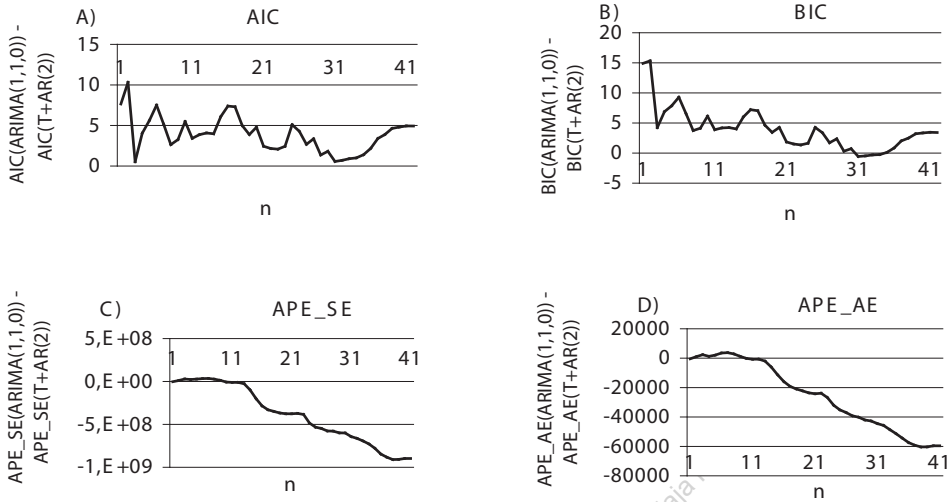 A)
AIC
AIC(ARIMA(1,1,0)) -
AIC(T+AR(2))
15
10
5
0
1 11 21 31 41
n
B)
BIC
BIC(ARIMA(1,1,0)) -
BIC(T+AR(2))
20
15
10
5
0
-5
1 11 21 31 41
n
C)
APE_SE
APE_SE(ARIMA(1,1,0)) -
APE_SE(T+AR(2))
5,E+08
0,E+00
-5,E+08
-1,E+09
1 11 21 31 41
n
D)
APE_AE
APE_AE(ARIMA(1,1,0)) -
APE_AE(T+AR(2))
20000
0
-20000
-40000
-60000
-80000
1 11 21 31 41
n